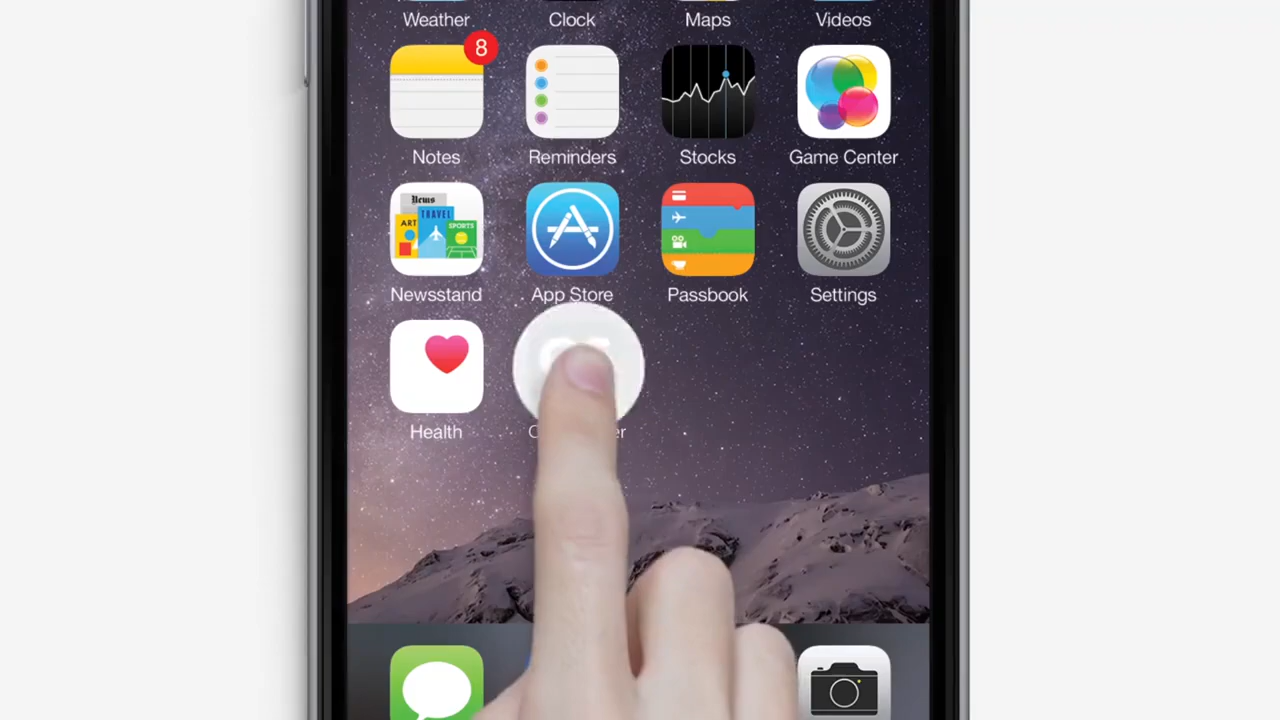 Weather
Clock
Maps
Videos
8
Notes
Reminders
Stocks
Game Center
News
ART
TRAVEL
SPORTS
Newsstand
App Store
Passbook
Settings
Health